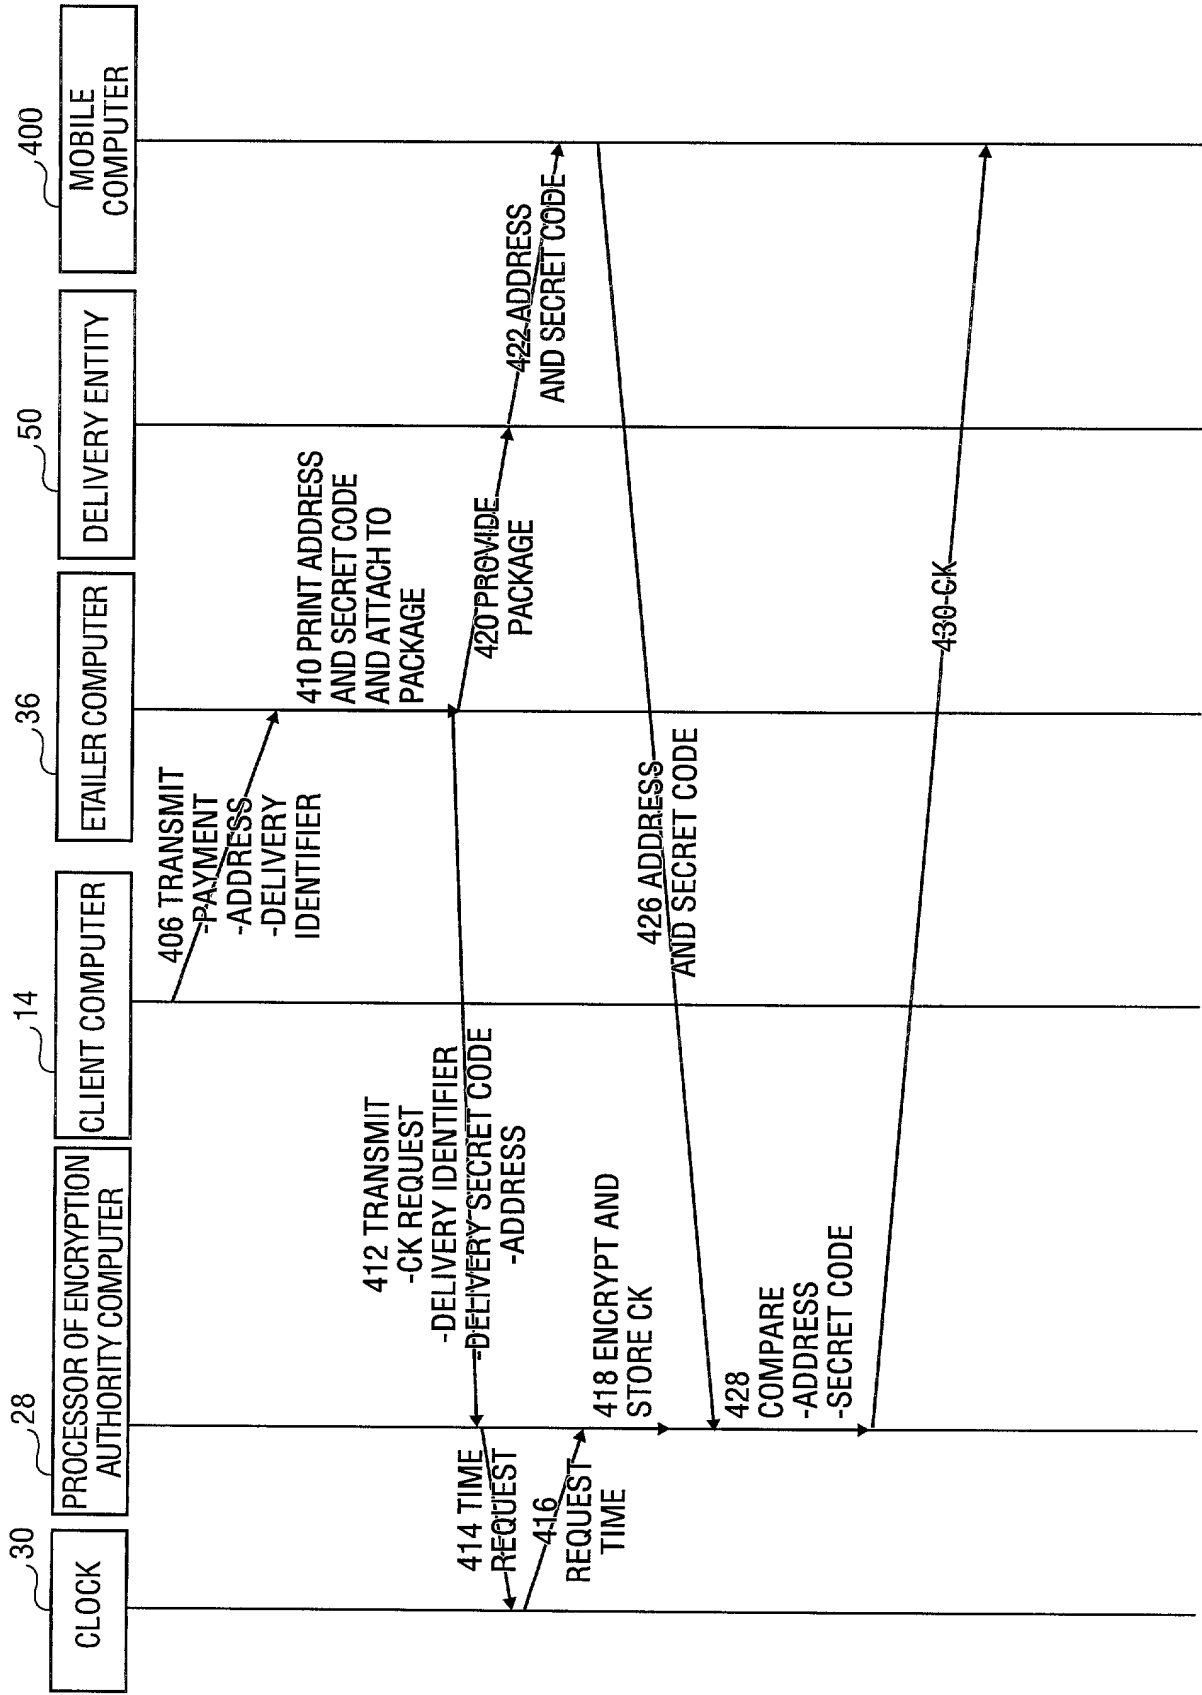 30
CLOCK
28
PROCESSOR OF ENCRYPTION
AUTHORITY COMPUTER
14
CLIENT COMPUTER
36
ETAILER COMPUTER
50
DELIVERY ENTITY
400
MOBILE
COMPUTER
406 TRANSMIT
-PAYMENT
-ADDRESS
-DELIVERY
IDENTIFIER
410 PRINT ADDRESS
AND SECRET CODE
AND ATTACH TO
PACKAGE
412 TRANSMIT
-CK REQUEST
-DELIVERY IDENTIFIER
-DELIVERY SECRET CODE
-ADDRESS
414 TIME
REQUEST
416
REQUEST
TIME
418 ENCRYPT AND
STORE CK
420 PROVIDE
PACKAGE
422 ADDRESS
AND SECRET CODE
426 ADDRESS
AND SECRET CODE
428
COMPARE
-ADDRESS
-SECRET CODE
430 CK